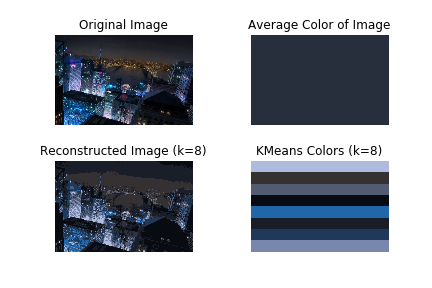 Original Image
Average Color of Image
Reconstructed Image (k=8)
KMeans Colors (k=8)